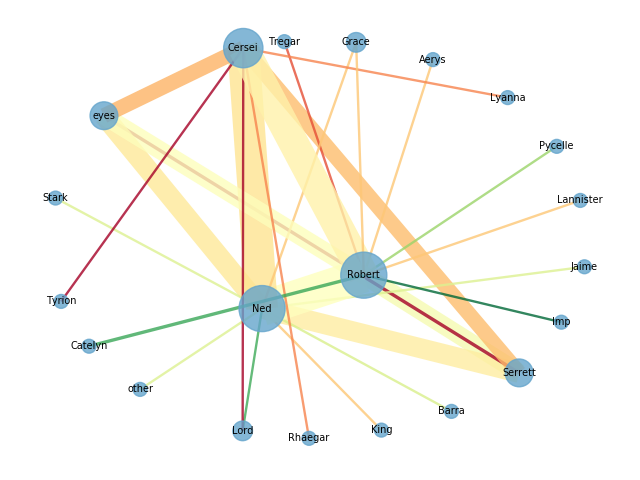 Tregar
Grace
Cersei
Aerys
Lyanna
eyes
Pycelle
Stark
Lannister
Jaime
Robert
Tyrion
Ned
Imp
Catelyn
Serrett
other
Barra
Lord
King
Rhaegar